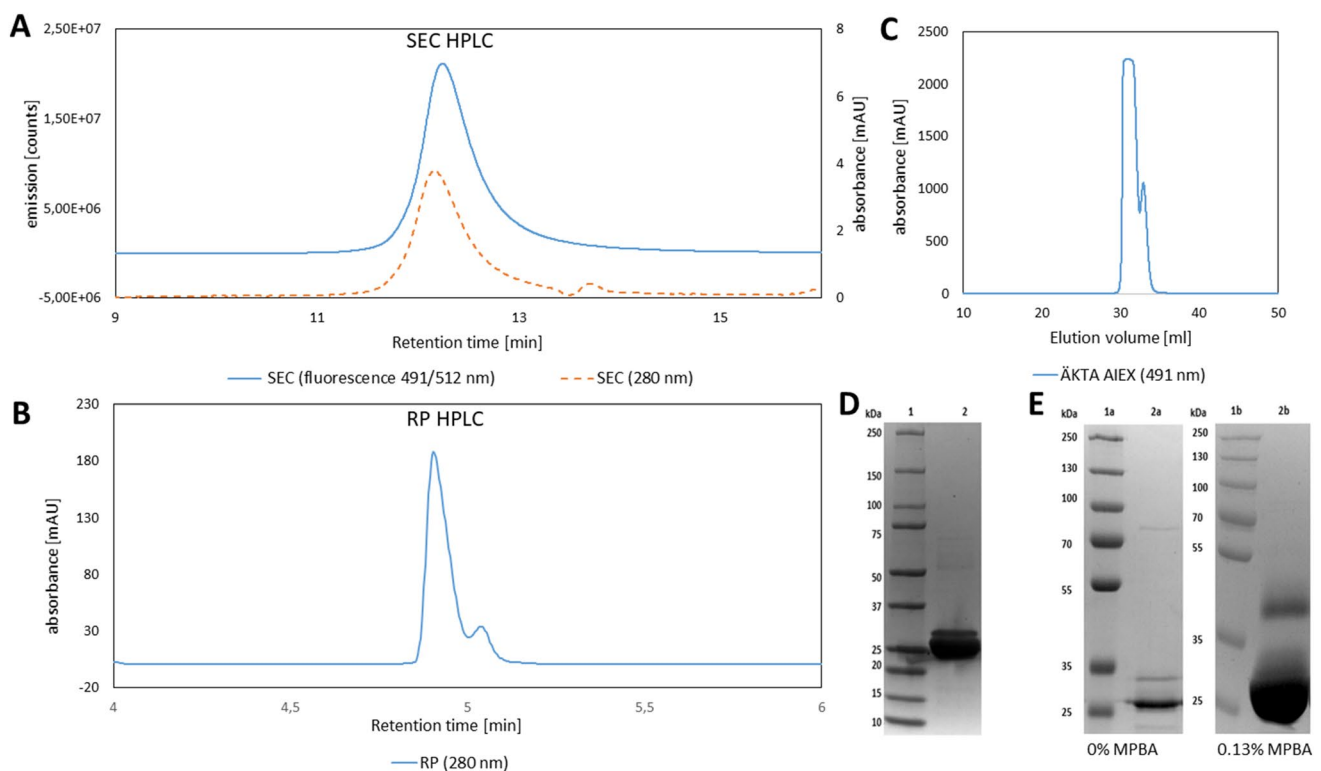 A
SEC HPLC
2,50E+07
1,50E+07
5,00E+06
-5,00E+06
emission [counts]
8
6
4
2
0
absorbance [mAU]
9 11 13 15
Retention time [min]
SEC (fluorescence 491/512 nm) SEC (280 nm)
B
RP HPLC
230
180
130
80
30
-20
absorbance [mAU]
4 4,5 5 5,5 6
Retention time [min]
RP (280 nm)
C
2500
2000
1500
1000
500
0
absorbance [mAU]
10 20 30 40 50
Elution volume [ml]
ÄKTA AIEX (491 nm)
D
kDa 1 2
250
150
100
75
50
37
25
20
15
10
E
kDa 1a 2a
250
130
100
70
55
35
25
0% MPBA
kDa 1b 2b
250
130
100
70
55
35
25
0.13% MPBA